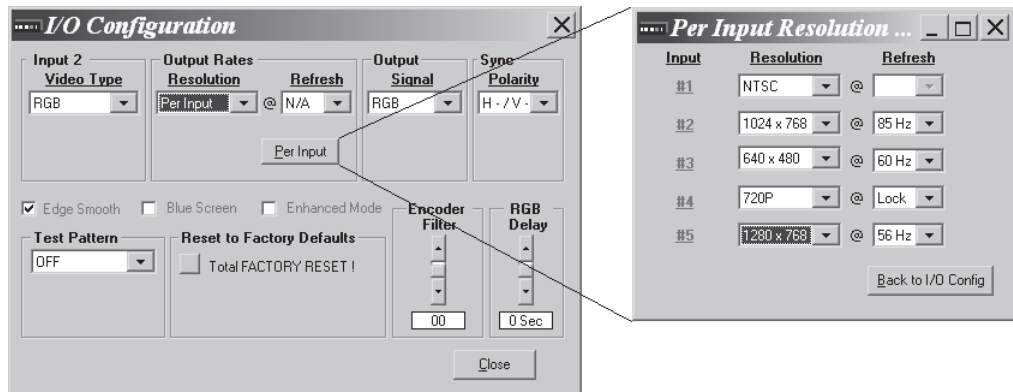 I/O Configuration
Input 2
Video Type
RGB
Output Rates
Resolution
Refresh
Per Input
@
N/A
Per Input
Output
Signal
RGB
Sync
Polarity
H - / V -
Edge Smooth
Blue Screen
Enhanced Mode
Test Pattern
OFF
Reset to Factory Defaults
Total FACTORY RESET !
Encoder
Filter
00
RGB
Delay
0 Sec
Close
Per Input Resolution ...
Input Resolution Refresh
#1 NTSC @
#2 1024 x 768 @ 85 Hz
#3 640 x 480 @ 60 Hz
#4 720P @ Lock
#5 1280 x 768 @ 56 Hz
Back to I/O Config